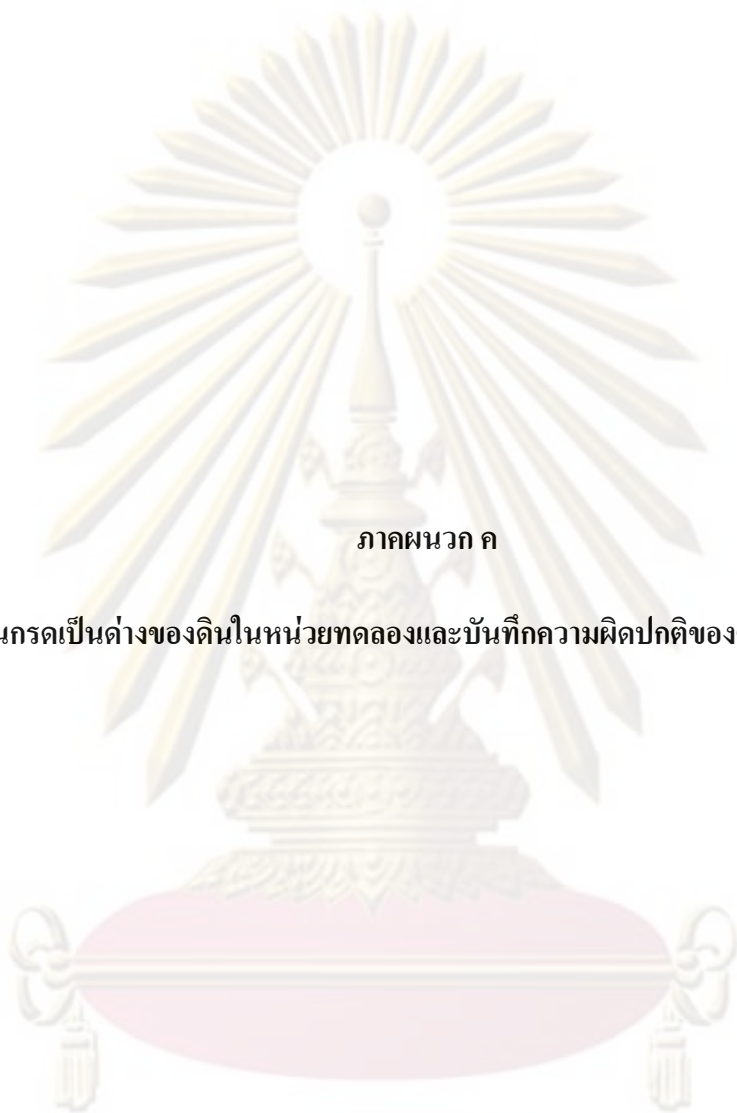 ภาคผนวก ค
นกรดเป็นด่างของดินในหน่วยทดลองและบันทึกความผิดปกติของ